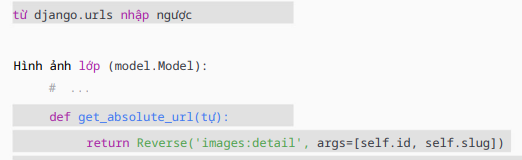 từ django.urls nhập ngược
Hình ảnh lớp (model.Model):
# ...
def get_absolute_url(tự):
return Reverse('images:detail', args=[self.id, self.slug])